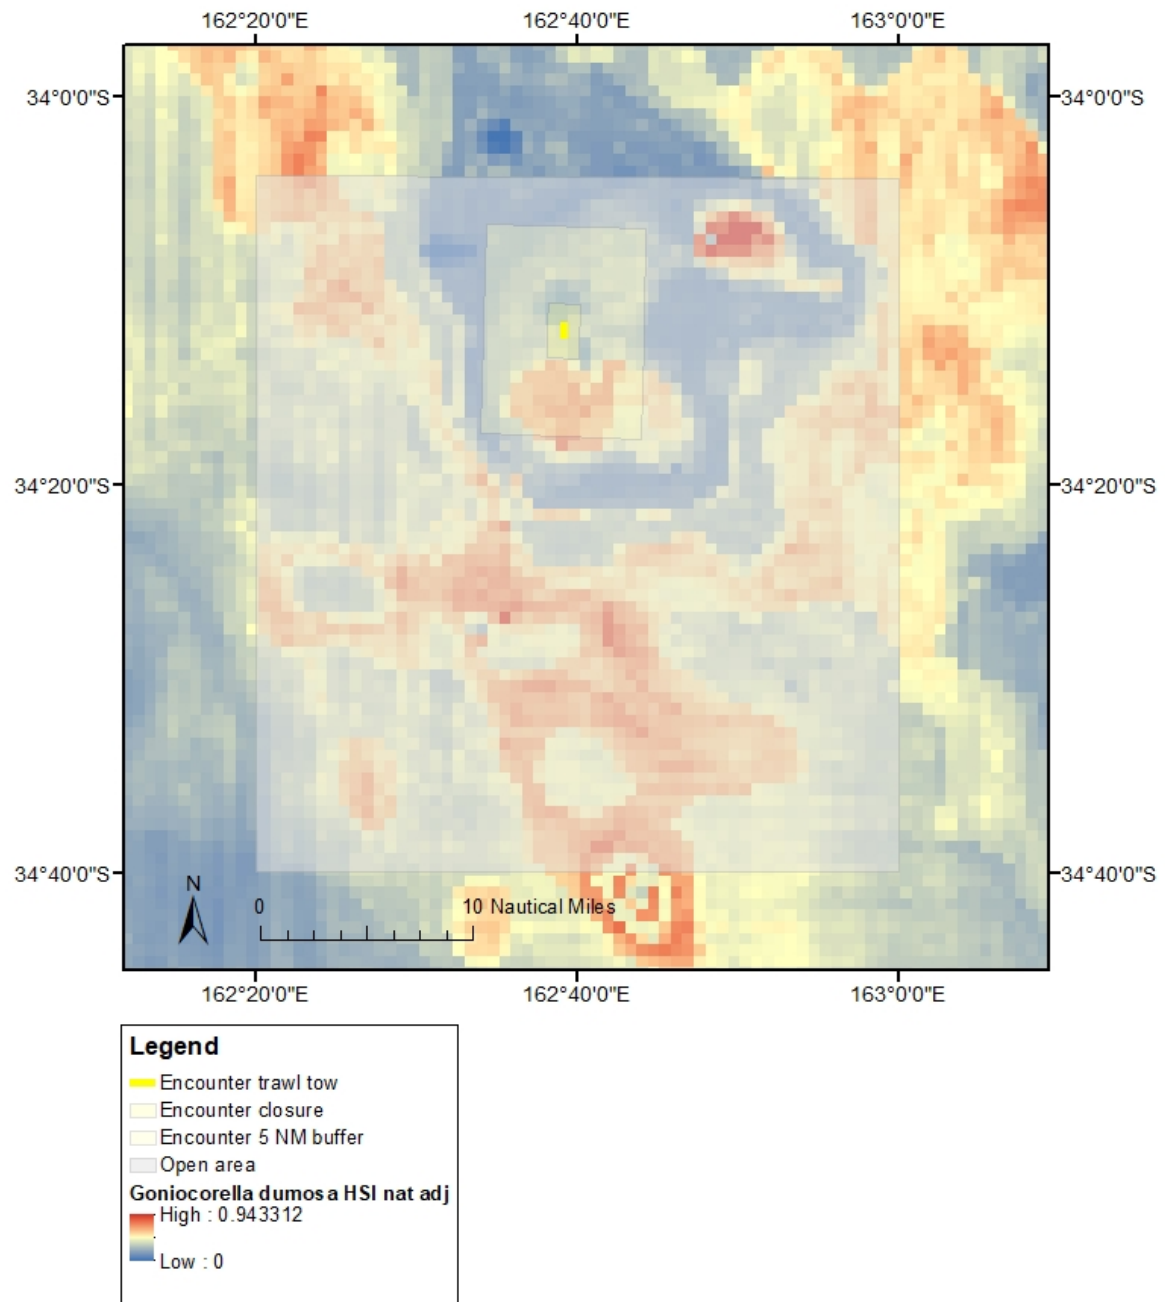 162°20'0"E 162°40'0"E 163°0'0"E
34°0'0"S 34°0'0"S
34°20'0"S 34°20'0"S
34°40'0"S 34°40'0"S
N
0 10 Nautical Miles
162°20'0"E 162°40'0"E 163°0'0"E
Legend
Encounter trawl tow
Encounter closure
Encounter 5 NM buffer
Open area
Goniocorella dumosa HSI nat adj
High : 0.943312
Low : 0